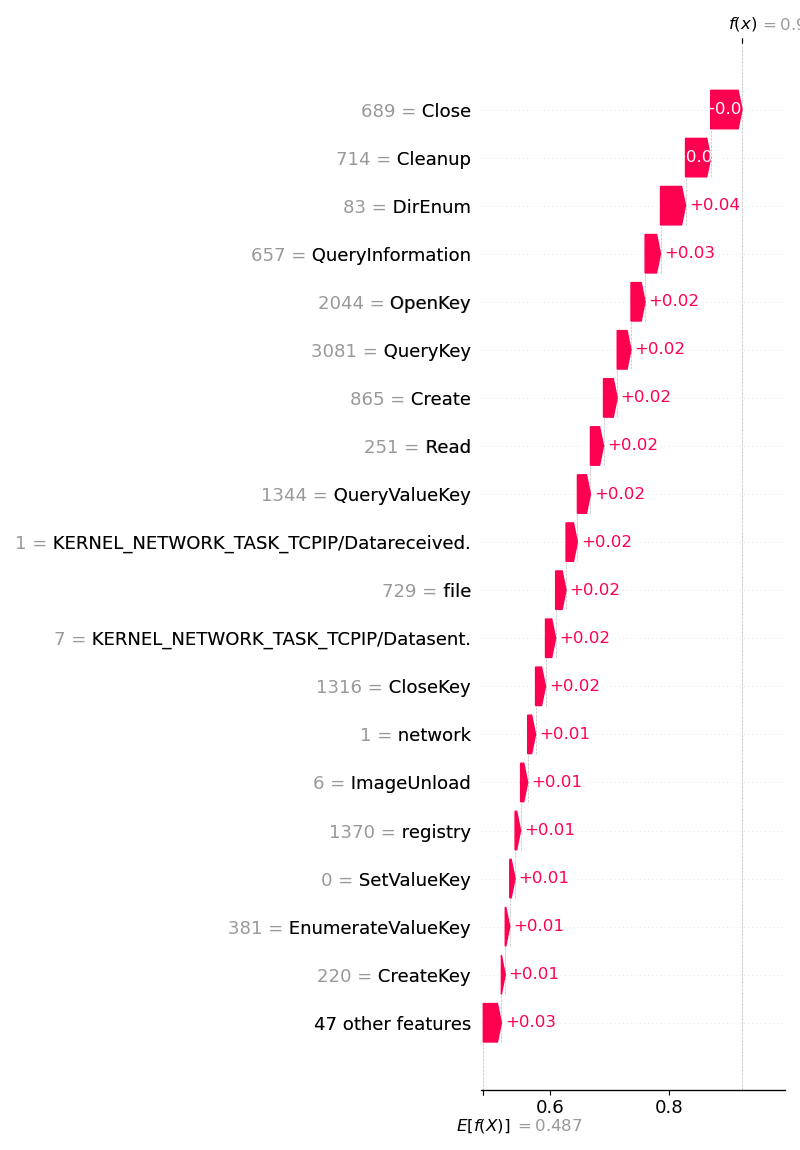 f(x) = 0.9
689 = Close
-0.0
714 = Cleanup
0.0
83 = DirEnum
+0.04
657 = QueryInformation
+0.03
2044 = OpenKey
+0.02
3081 = QueryKey
+0.02
865 = Create
+0.02
251 = Read
+0.02
1344 = QueryValueKey
+0.02
1 = KERNEL_NETWORK_TASK_TCPIP/Datareceived.
+0.02
729 = file
+0.02
7 = KERNEL_NETWORK_TASK_TCPIP/Datasent.
+0.02
1316 = CloseKey
+0.02
1 = network
+0.01
6 = ImageUnload
+0.01
1370 = registry
+0.01
0 = SetValueKey
+0.01
381 = EnumerateValueKey
+0.01
220 = CreateKey
+0.01
47 other features
+0.03
0.6
0.8
E[f(X)] = 0.487